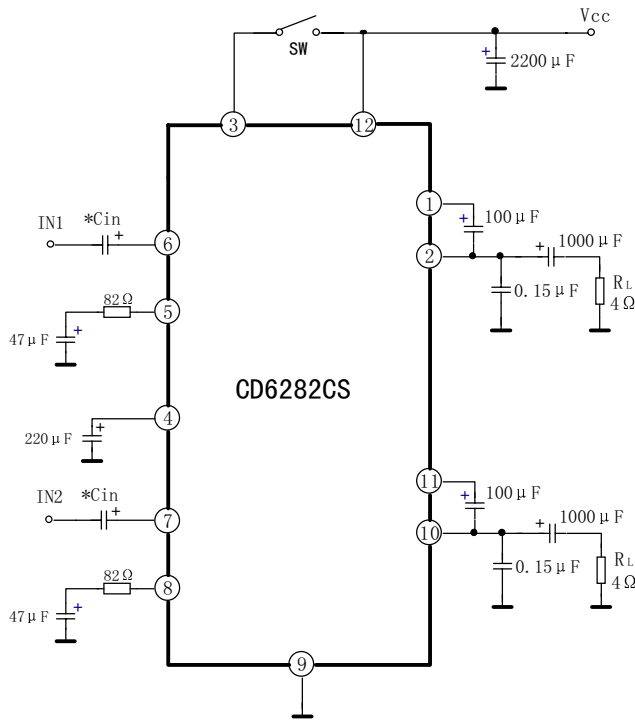 Vcc
SW
+
2200μF
3
12
1
+
100μF
IN1
*Cin
+
6
2
+
1000μF
0.15μF
RL
4Ω
82Ω
5
47μF
+
CD6282CS
4
+
220μF
11
+
100μF
IN2
*Cin
+
7
10
+
1000μF
0.15μF
RL
4Ω
82Ω
8
47μF
+
9